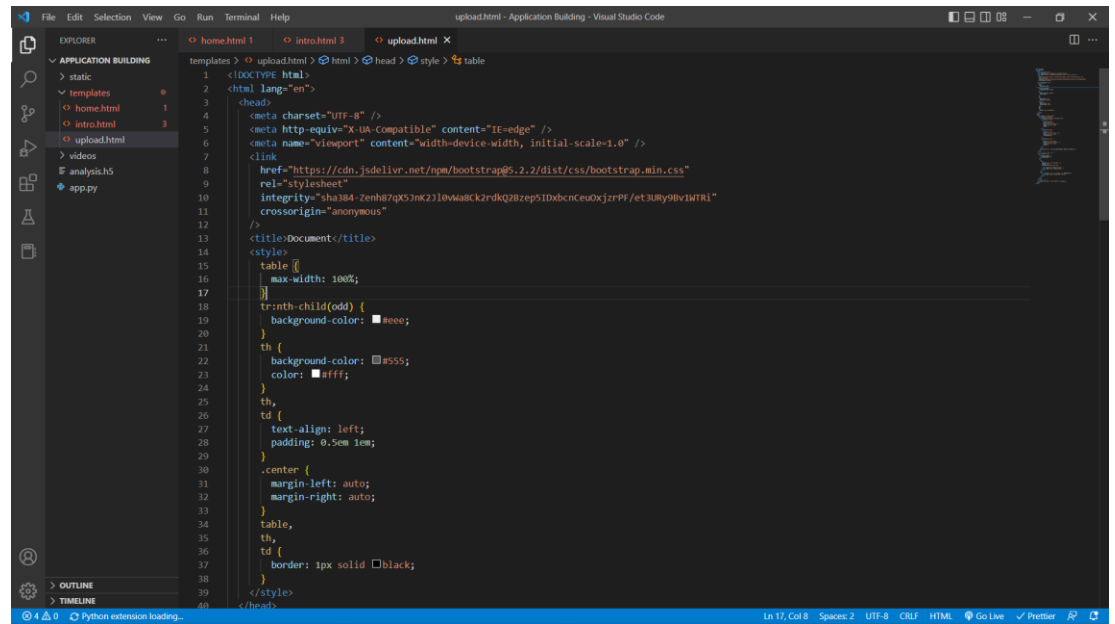 File Edit Selection View Go Run Terminal Help upload.html - Application Building - Visual Studio Code
EXPLORER ... home.html 1 intro.html 3 upload.html
APPLICATION BUILDING
static
templates
home.html 1
intro.html 3
upload.html
videos
analysis.h5
app.py
OUTLINE
TIMELINE
templates > upload.html > html > head > style > table
1 <!DOCTYPE html>
2 <html lang="en">
3 <head>
4 <meta charset="UTF-8" />
5 <meta http-equiv="X-UA-Compatible" content="IE=edge" />
6 <meta name="viewport" content="width=device-width, initial-scale=1.0" />
7 <link
8 href="https://cdn.jsdelivr.net/npm/bootstrap@5.2.2/dist/css/bootstrap.min.css"
9 rel="stylesheet"
10 integrity="sha384-Zenh87qX5JnK2Jl0vWa8Ck2rdkQ2Bzep5IDxbcnCeuOxjzrPF/et3URy9Bv1WTRi"
11 crossorigin="anonymous"
12 />
13 <title>Document</title>
14 <style>
15 table {
16 max-width: 100%;
17 }
18 tr:nth-child(odd) {
19 background-color: #eee;
20 }
21 th {
22 background-color: #555;
23 color: #fff;
24 }
25 th,
26 td {
27 text-align: left;
28 padding: 0.5em 1em;
29 }
30 .center {
31 margin-left: auto;
32 margin-right: auto;
33 }
34 table,
35 th,
36 td {
37 border: 1px solid black;
38 }
39 </style>
40 </head>
4 0 Python extension loading... Ln 17, Col 8 Spaces: 2 UTF-8 CRLF HTML Go Live Prettier